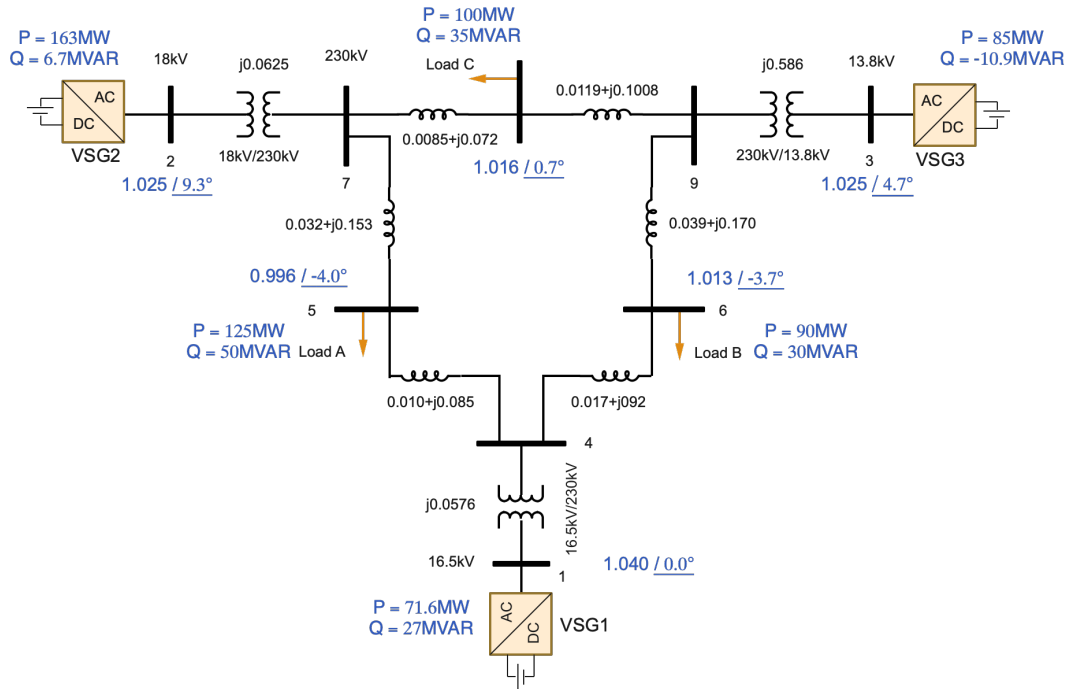 P = 100MW
Q = 35MVAR
P = 163MW
Q = 6.7MVAR
18kV
j0.0625
230kV
Load C
0.0119+j0.1008
j0.586
13.8kV
P = 85MW
Q = -10.9MVAR
AC
DC
VSG2
2
18kV/230kV
7
0.0085+j0.072
1.016 / 0.7°
9
230kV/13.8kV
3
AC
DC
VSG3
1.025 / 9.3°
1.025 / 4.7°
0.032+j0.153
0.039+j0.170
0.996 / -4.0°
1.013 / -3.7°
5
6
P = 125MW
Q = 50MVAR
Load A
Load B
P = 90MW
Q = 30MVAR
0.010+j0.085
0.017+j092
4
j0.0576
16.5kV/230kV
16.5kV
1
1.040 / 0.0°
P = 71.6MW
Q = 27MVAR
AC
DC
VSG1